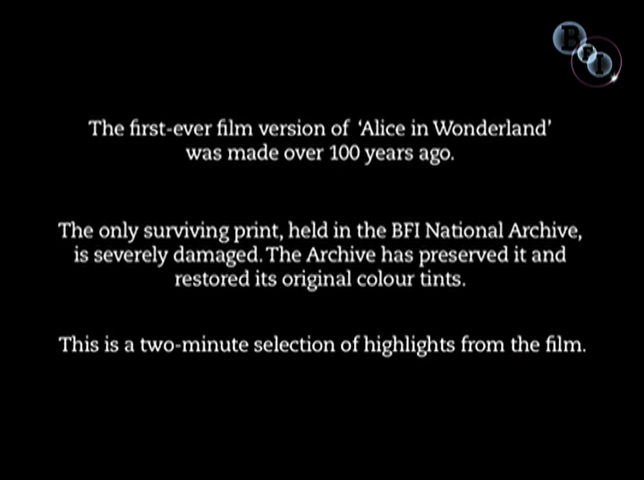 BFI
The first-ever film version of ‘Alice in Wonderland’
was made over 100 years ago.
The only surviving print, held in the BFI National Archive,
is severely damaged. The Archive has preserved it and
restored its original colour tints.
This is a two-minute selection of highlights from the film.